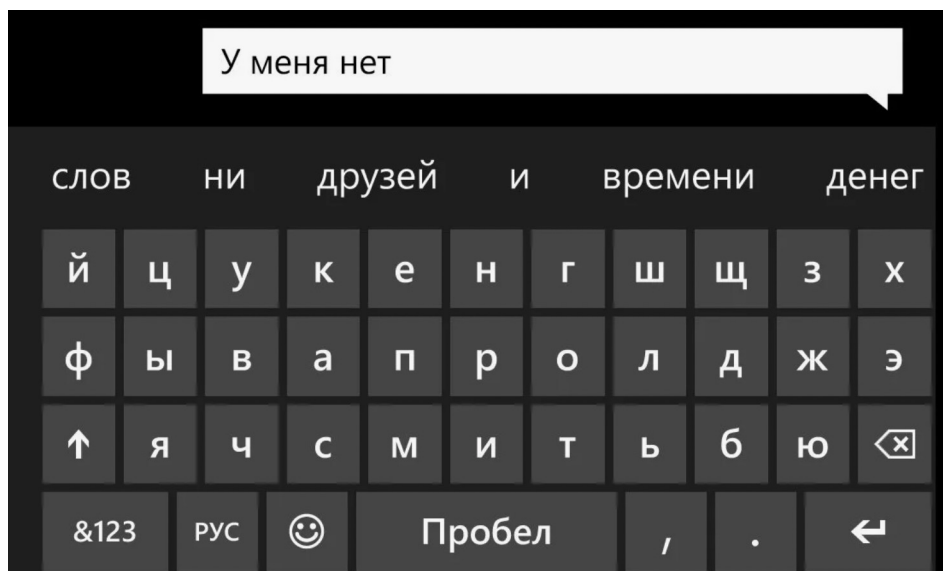 У меня нет
слов ни друзей и времени денег
й ц у к е н г ш щ з х
ф ы в а п р о л д ж э
я ч с м и т ь б ю
&123 РУС Пробел , .